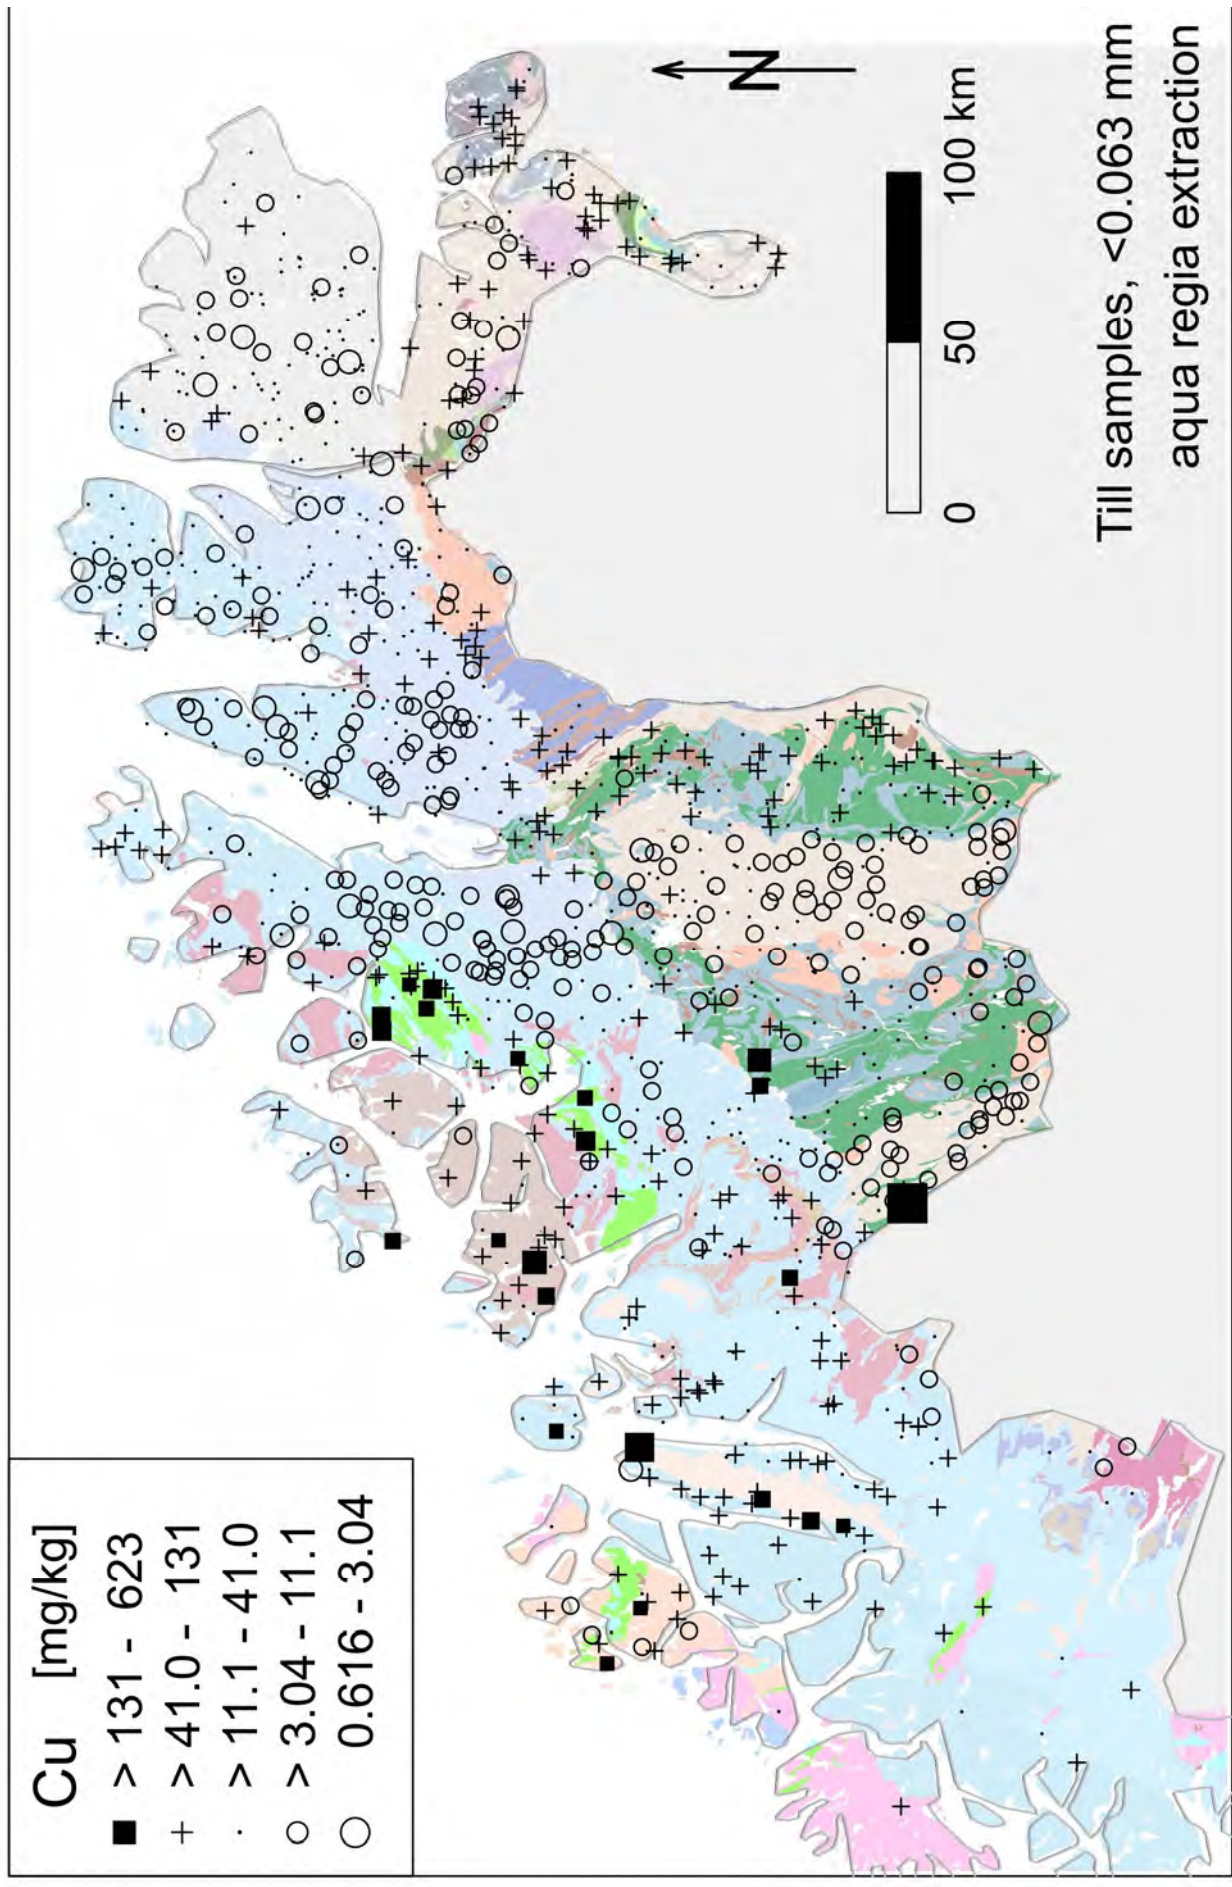 Cu [mg/kg]
> 131 - 623
> 41.0 - 131
> 11.1 - 41.0
> 3.04 - 11.1
0.616 - 3.04
N
0 50 100 km
Till samples, <0.063 mm
aqua regia extraction